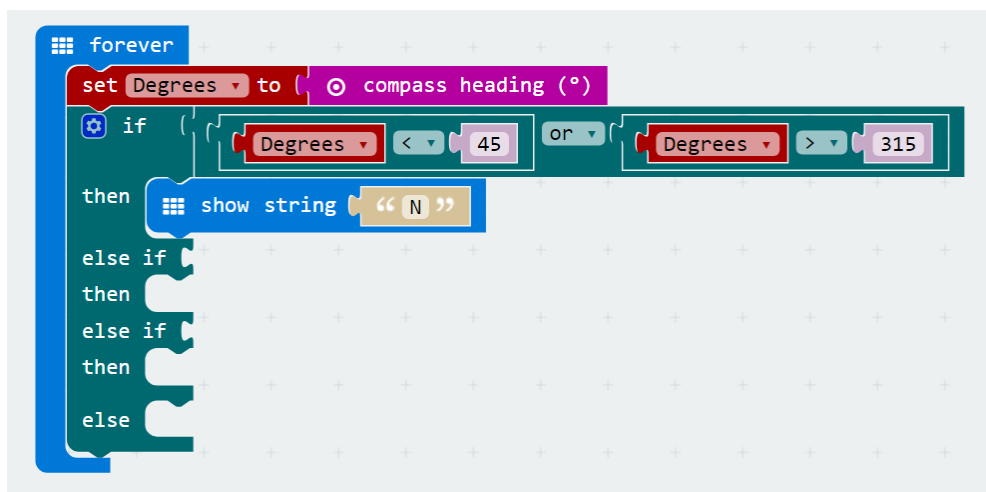 forever
set Degrees ▾ to compass heading (°)
if Degrees ▾ < ▾ 45 or ▾ Degrees ▾ > ▾ 315
then show string “ N ”
else if
then
else if
then
else